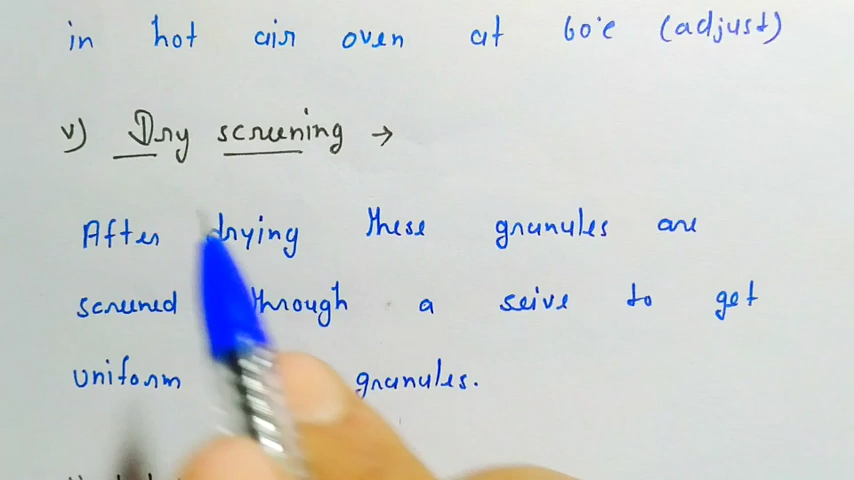 in hot air oven at 60°c (adjust)
v) Dry screening →
After drying these granules are
screened through a seive to get
uniform granules.